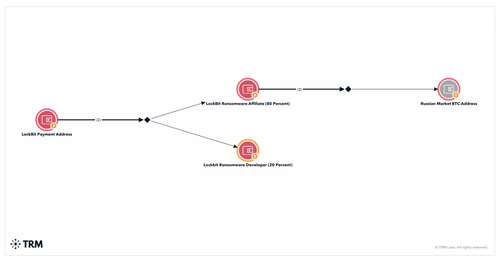 LockBit Ransomware Affiliate (80 Percent)
Russian Market BTC Address
LockBit Payment Address
Lockbit Ransomware Developer (20 Percent)
TRM
© TRM Labs. All rights reserved.